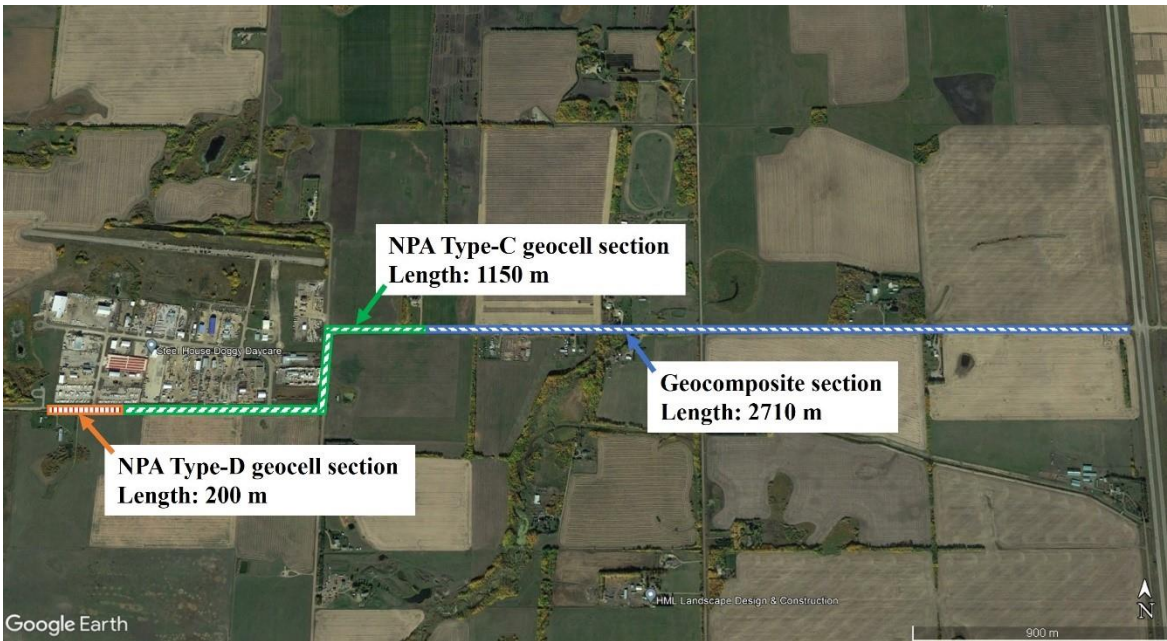 NPA Type-C geocell section
Length: 1150 m
Steel House Doggy Daycare
Geocomposite section
Length: 2710 m
NPA Type-D geocell section
Length: 200 m
HML Landscape Design & Construction
N
Google Earth
900 m